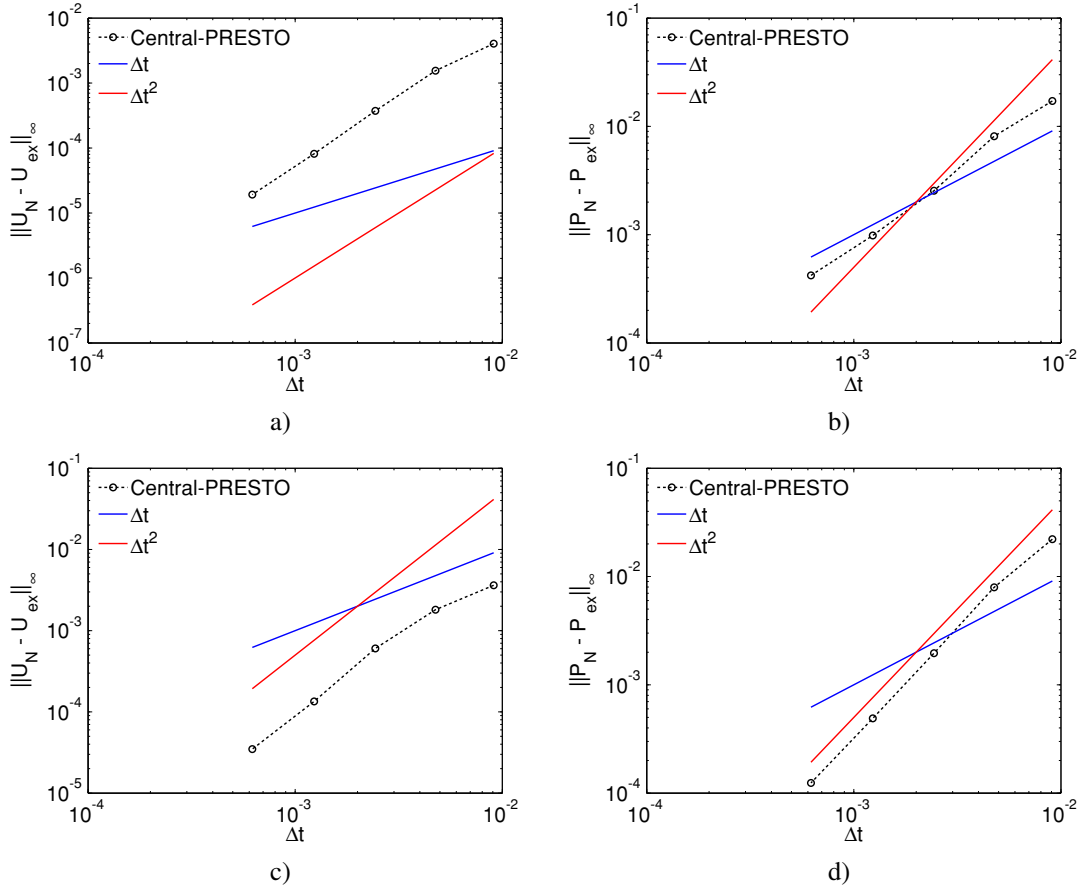 10^-2
10^-3
10^-4
10^-5
10^-6
10^-7
||U_N - U_ex||_∞
Central-PRESTO
Δt
Δt^2
10^-4
10^-3
10^-2
Δt
a)
10^-1
10^-2
10^-3
10^-4
||P_N - P_ex||_∞
Central-PRESTO
Δt
Δt^2
10^-4
10^-3
10^-2
Δt
b)
10^-1
10^-2
10^-3
10^-4
10^-5
||U_N - U_ex||_∞
Central-PRESTO
Δt
Δt^2
10^-4
10^-3
10^-2
Δt
c)
10^-1
10^-2
10^-3
10^-4
||P_N - P_ex||_∞
Central-PRESTO
Δt
Δt^2
10^-4
10^-3
10^-2
Δt
d)